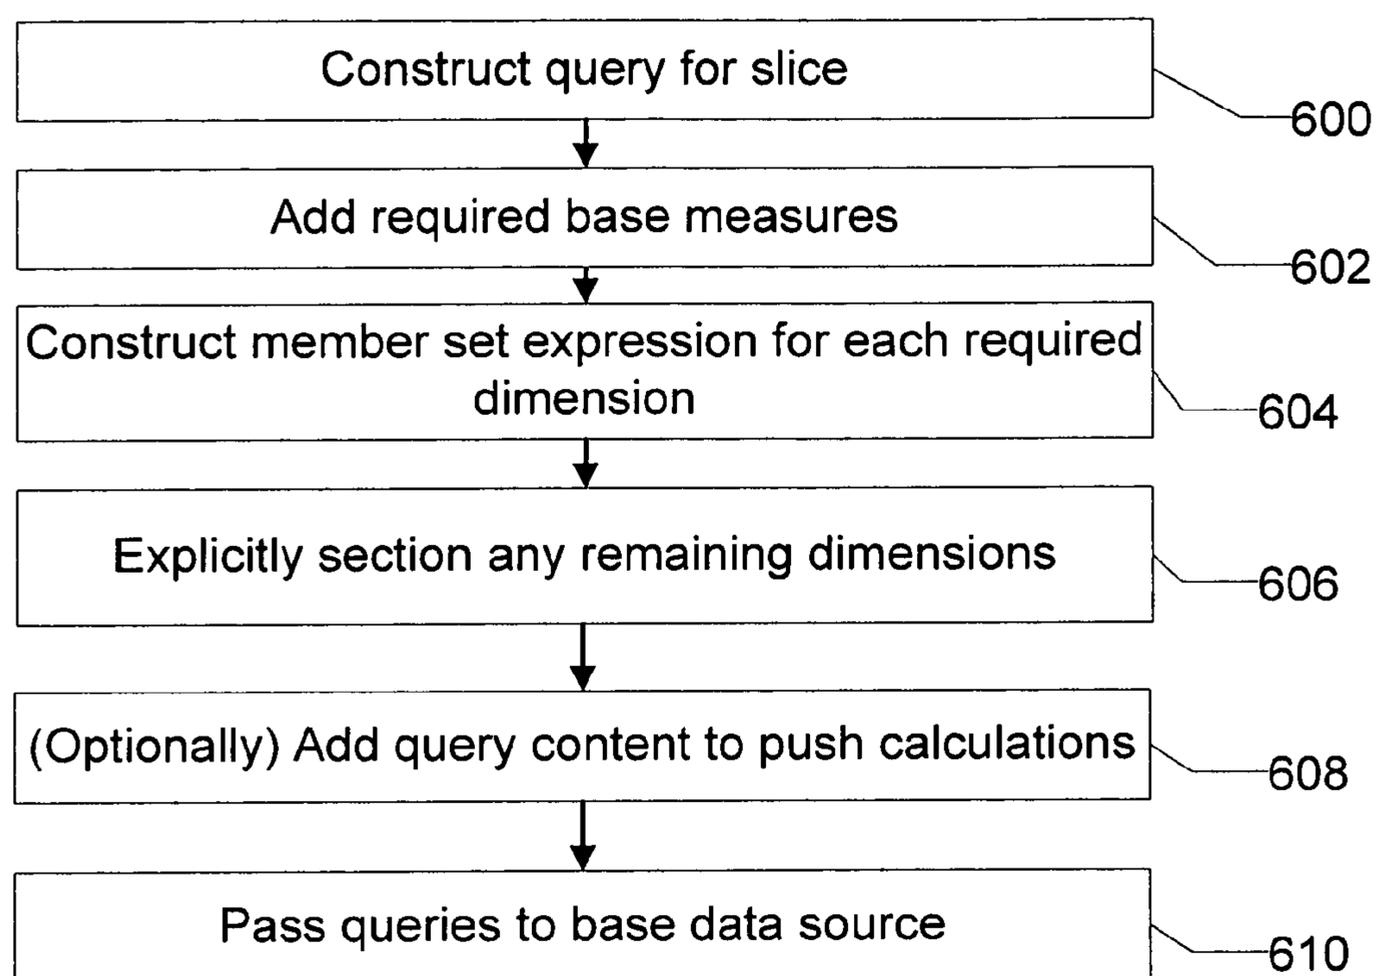 Construct query for slice
600
Add required base measures
602
Construct member set expression for each required
dimension
604
Explicitly section any remaining dimensions
606
(Optionally) Add query content to push calculations
608
Pass queries to base data source
610